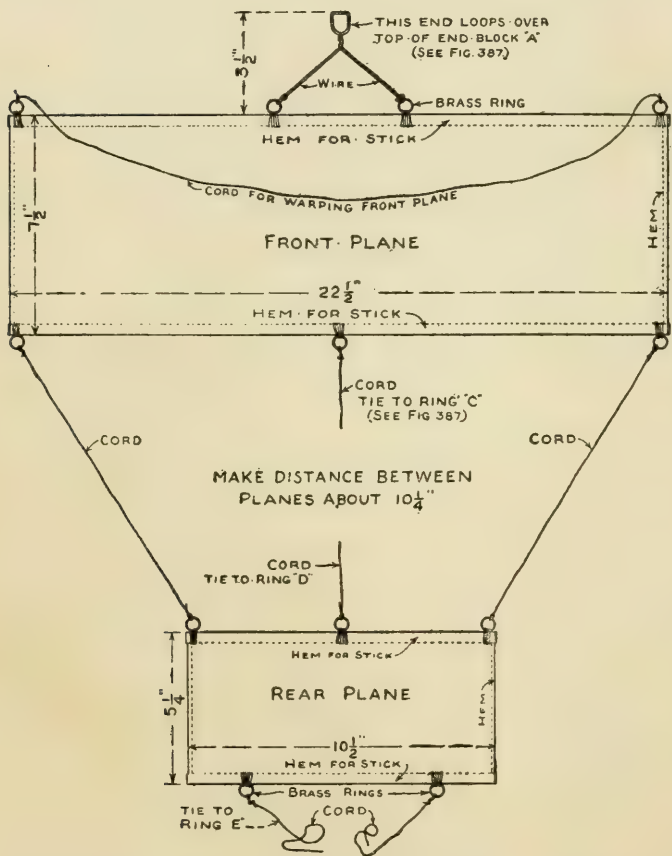 THIS END LOOPS OVER
TOP OF END-BLOCK "A"
(SEE FIG. 387)
3 1/2"
WIRE
BRASS RING
HEM FOR STICK
CORD FOR WARPING FRONT PLANE
7 1/2"
FRONT PLANE
HEM
22 1/2"
HEM FOR STICK
CORD
TIE TO RING "C"
(SEE FIG 387)
CORD
CORD
MAKE DISTANCE BETWEEN
PLANES ABOUT 10 1/4"
CORD
TIE TO RING "D"
HEM FOR STICK
5 1/4"
REAR PLANE
HEM
10 1/2"
HEM FOR STICK
BRASS RINGS
TIE TO
RING E"
CORD